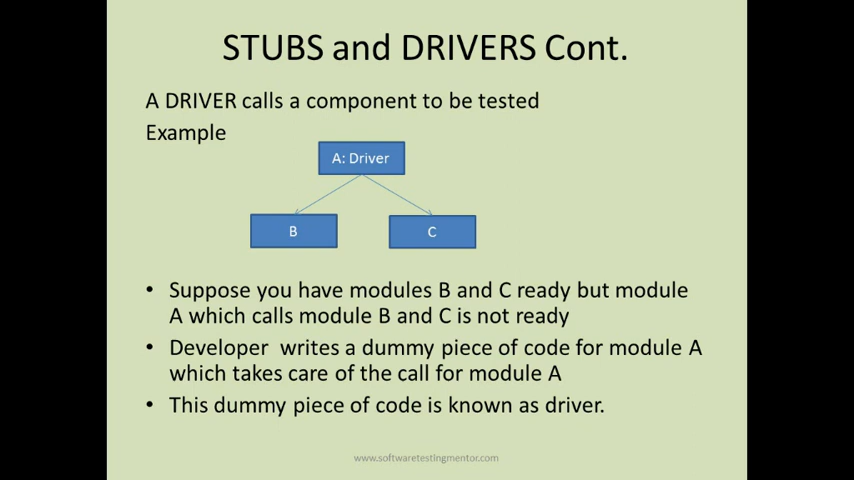 STUBS and DRIVERS Cont.
A DRIVER calls a component to be tested
Example
A: Driver
B
C
• Suppose you have modules B and C ready but module
A which calls module B and C is not ready
• Developer  writes a dummy piece of code for module A
which takes care of the call for module A
• This dummy piece of code is known as driver.
www.softwaretestingmentor.com